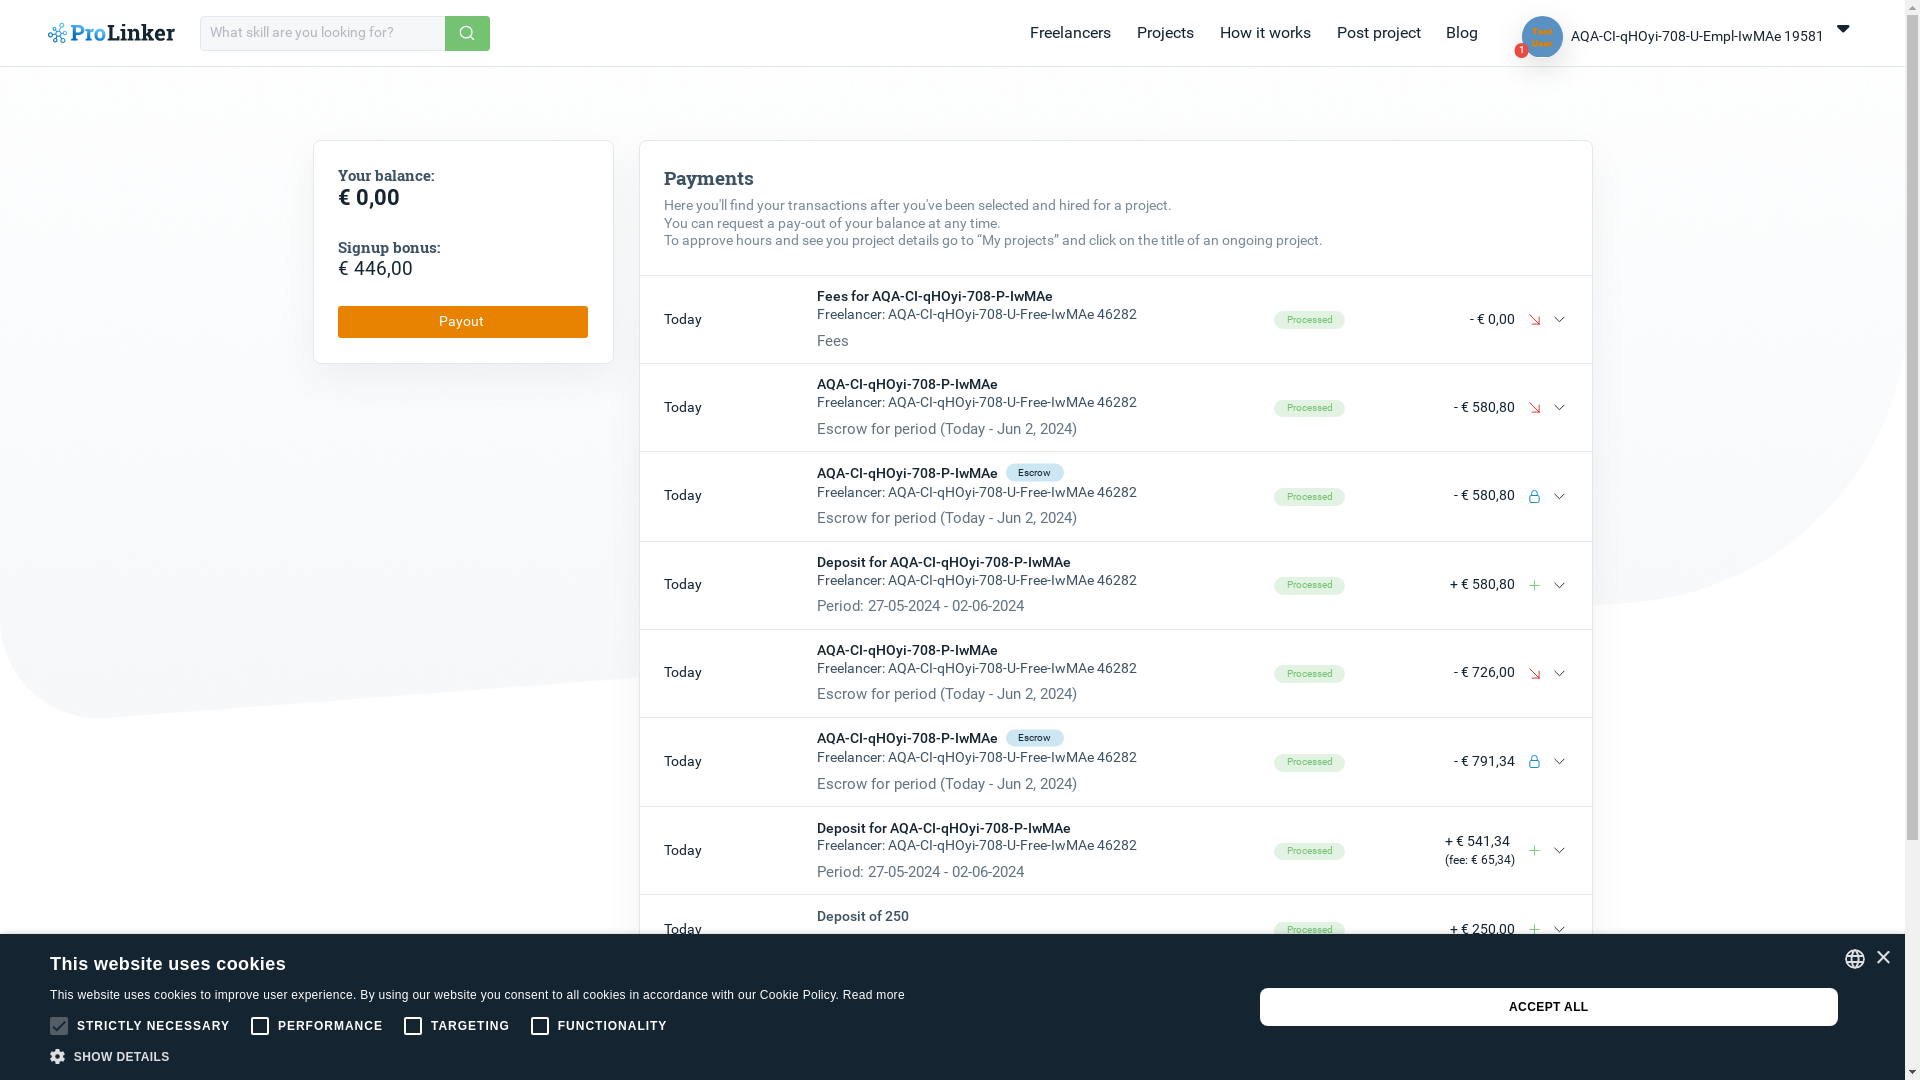 ProLinker
What skill are you looking for?
Freelancers
Projects
How it works
Post project
Blog
Test User
1
AQA-CI-qHOyi-708-U-Empl-IwMAe 19581
Your balance:
€ 0,00
Signup bonus:
€ 446,00
Payout
Payments
Here you'll find your transactions after you've been selected and hired for a project.
You can request a pay-out of your balance at any time.
To approve hours and see you project details go to “My projects” and click on the title of an ongoing project.
Today
Fees for AQA-CI-qHOyi-708-P-IwMAe
Freelancer: AQA-CI-qHOyi-708-U-Free-IwMAe 46282
Fees
Processed
- € 0,00
Today
AQA-CI-qHOyi-708-P-IwMAe
Freelancer: AQA-CI-qHOyi-708-U-Free-IwMAe 46282
Escrow for period (Today - Jun 2, 2024)
Processed
- € 580,80
Today
AQA-CI-qHOyi-708-P-IwMAe Escrow
Freelancer: AQA-CI-qHOyi-708-U-Free-IwMAe 46282
Escrow for period (Today - Jun 2, 2024)
Processed
- € 580,80
Today
Deposit for AQA-CI-qHOyi-708-P-IwMAe
Freelancer: AQA-CI-qHOyi-708-U-Free-IwMAe 46282
Period: 27-05-2024 - 02-06-2024
Processed
+ € 580,80
Today
AQA-CI-qHOyi-708-P-IwMAe
Freelancer: AQA-CI-qHOyi-708-U-Free-IwMAe 46282
Escrow for period (Today - Jun 2, 2024)
Processed
- € 726,00
Today
AQA-CI-qHOyi-708-P-IwMAe Escrow
Freelancer: AQA-CI-qHOyi-708-U-Free-IwMAe 46282
Escrow for period (Today - Jun 2, 2024)
Processed
- € 791,34
Today
Deposit for AQA-CI-qHOyi-708-P-IwMAe
Freelancer: AQA-CI-qHOyi-708-U-Free-IwMAe 46282
Period: 27-05-2024 - 02-06-2024
Processed
+ € 541,34
(fee: € 65,34)
Today
Deposit of 250
Processed
+ € 250,00
This website uses cookies
This website uses cookies to improve user experience. By using our website you consent to all cookies in accordance with our Cookie Policy. Read more
STRICTLY NECESSARY
PERFORMANCE
TARGETING
FUNCTIONALITY
SHOW DETAILS
ACCEPT ALL